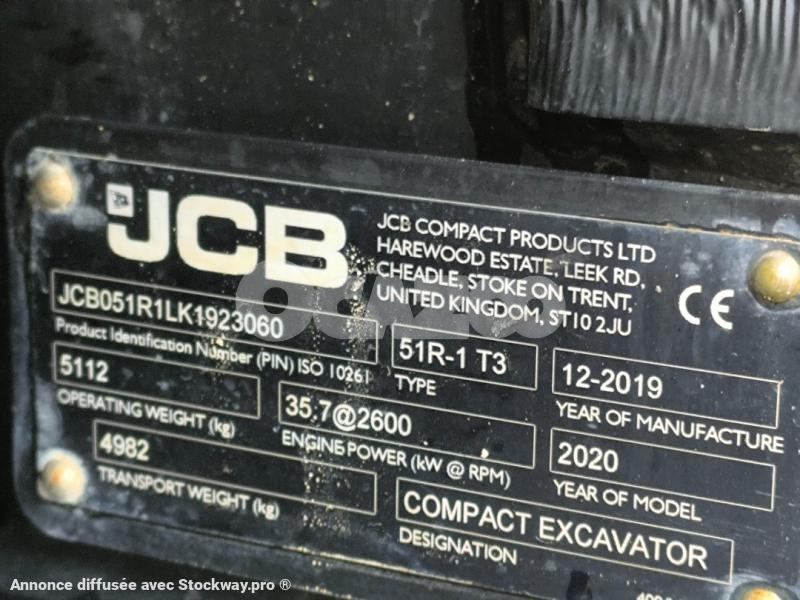 JCB
JCB COMPACT PRODUCTS LTD
HAREWOOD ESTATE, LEEK RD,
CHEADLE, STOKE ON TRENT,
UNITED KINGDOM, ST10 2JU
CE
JCB051R1LK1923060
Product Identification Number (PIN) ISO 10261
51R-1 T3
TYPE
12-2019
YEAR OF MANUFACTURE
5112
OPERATING WEIGHT (kg)
35.7@2600
ENGINE POWER (kW @ RPM)
2020
YEAR OF MODEL
4982
TRANSPORT WEIGHT (kg)
COMPACT EXCAVATOR
DESIGNATION
Annonce diffusée avec Stockway.pro ®